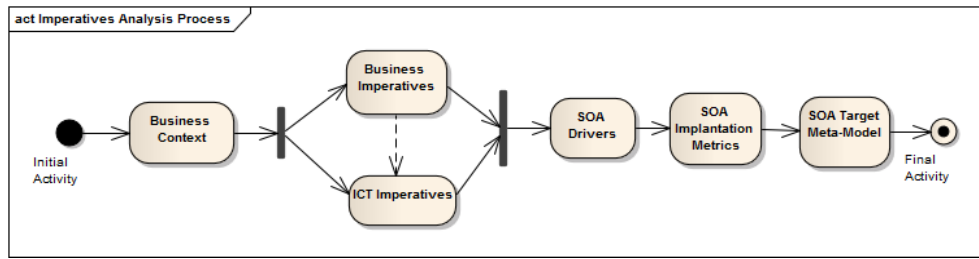 act Imperatives Analysis Process
Initial
Activity
Business
Context
Business
Imperatives
ICT Imperatives
SOA
Drivers
SOA
Implantation
Metrics
SOA Target
Meta-Model
Final
Activity